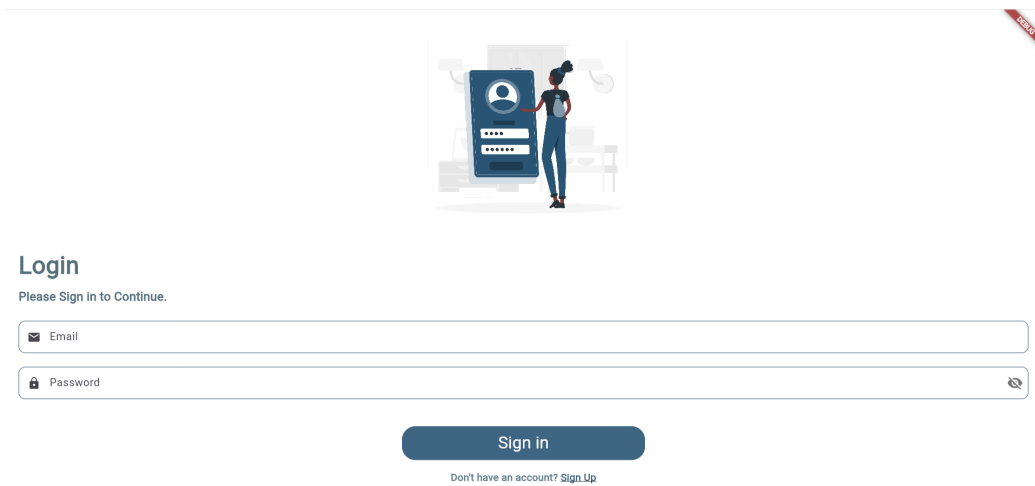 DEBUG
Login
Please Sign in to Continue.
Email
Password
Sign in
Don't have an account? Sign Up